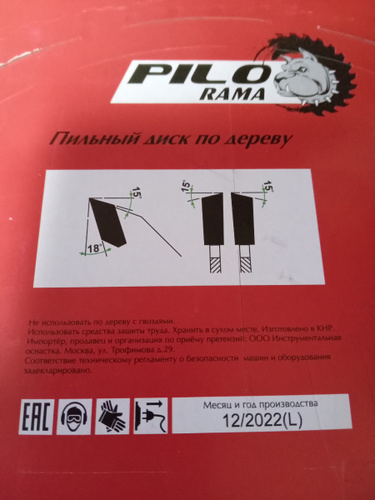 PILO
RAMA
Пильный диск по дереву
15°
18°
15°
15°
Не использовать по дереву с гвоздями.
Использовать средства защиты труда. Хранить в сухом месте. Изготовлено в КНР.
Импортёр, продавец и организация по приёму претензий: ООО Инструментальная
оснастка. Москва, ул. Трофимова д.29.
Соответствие техническому регламенту о безопасности машин и оборудования
задекларировано.
EAC
Месяц и год производства
12/2022(L)